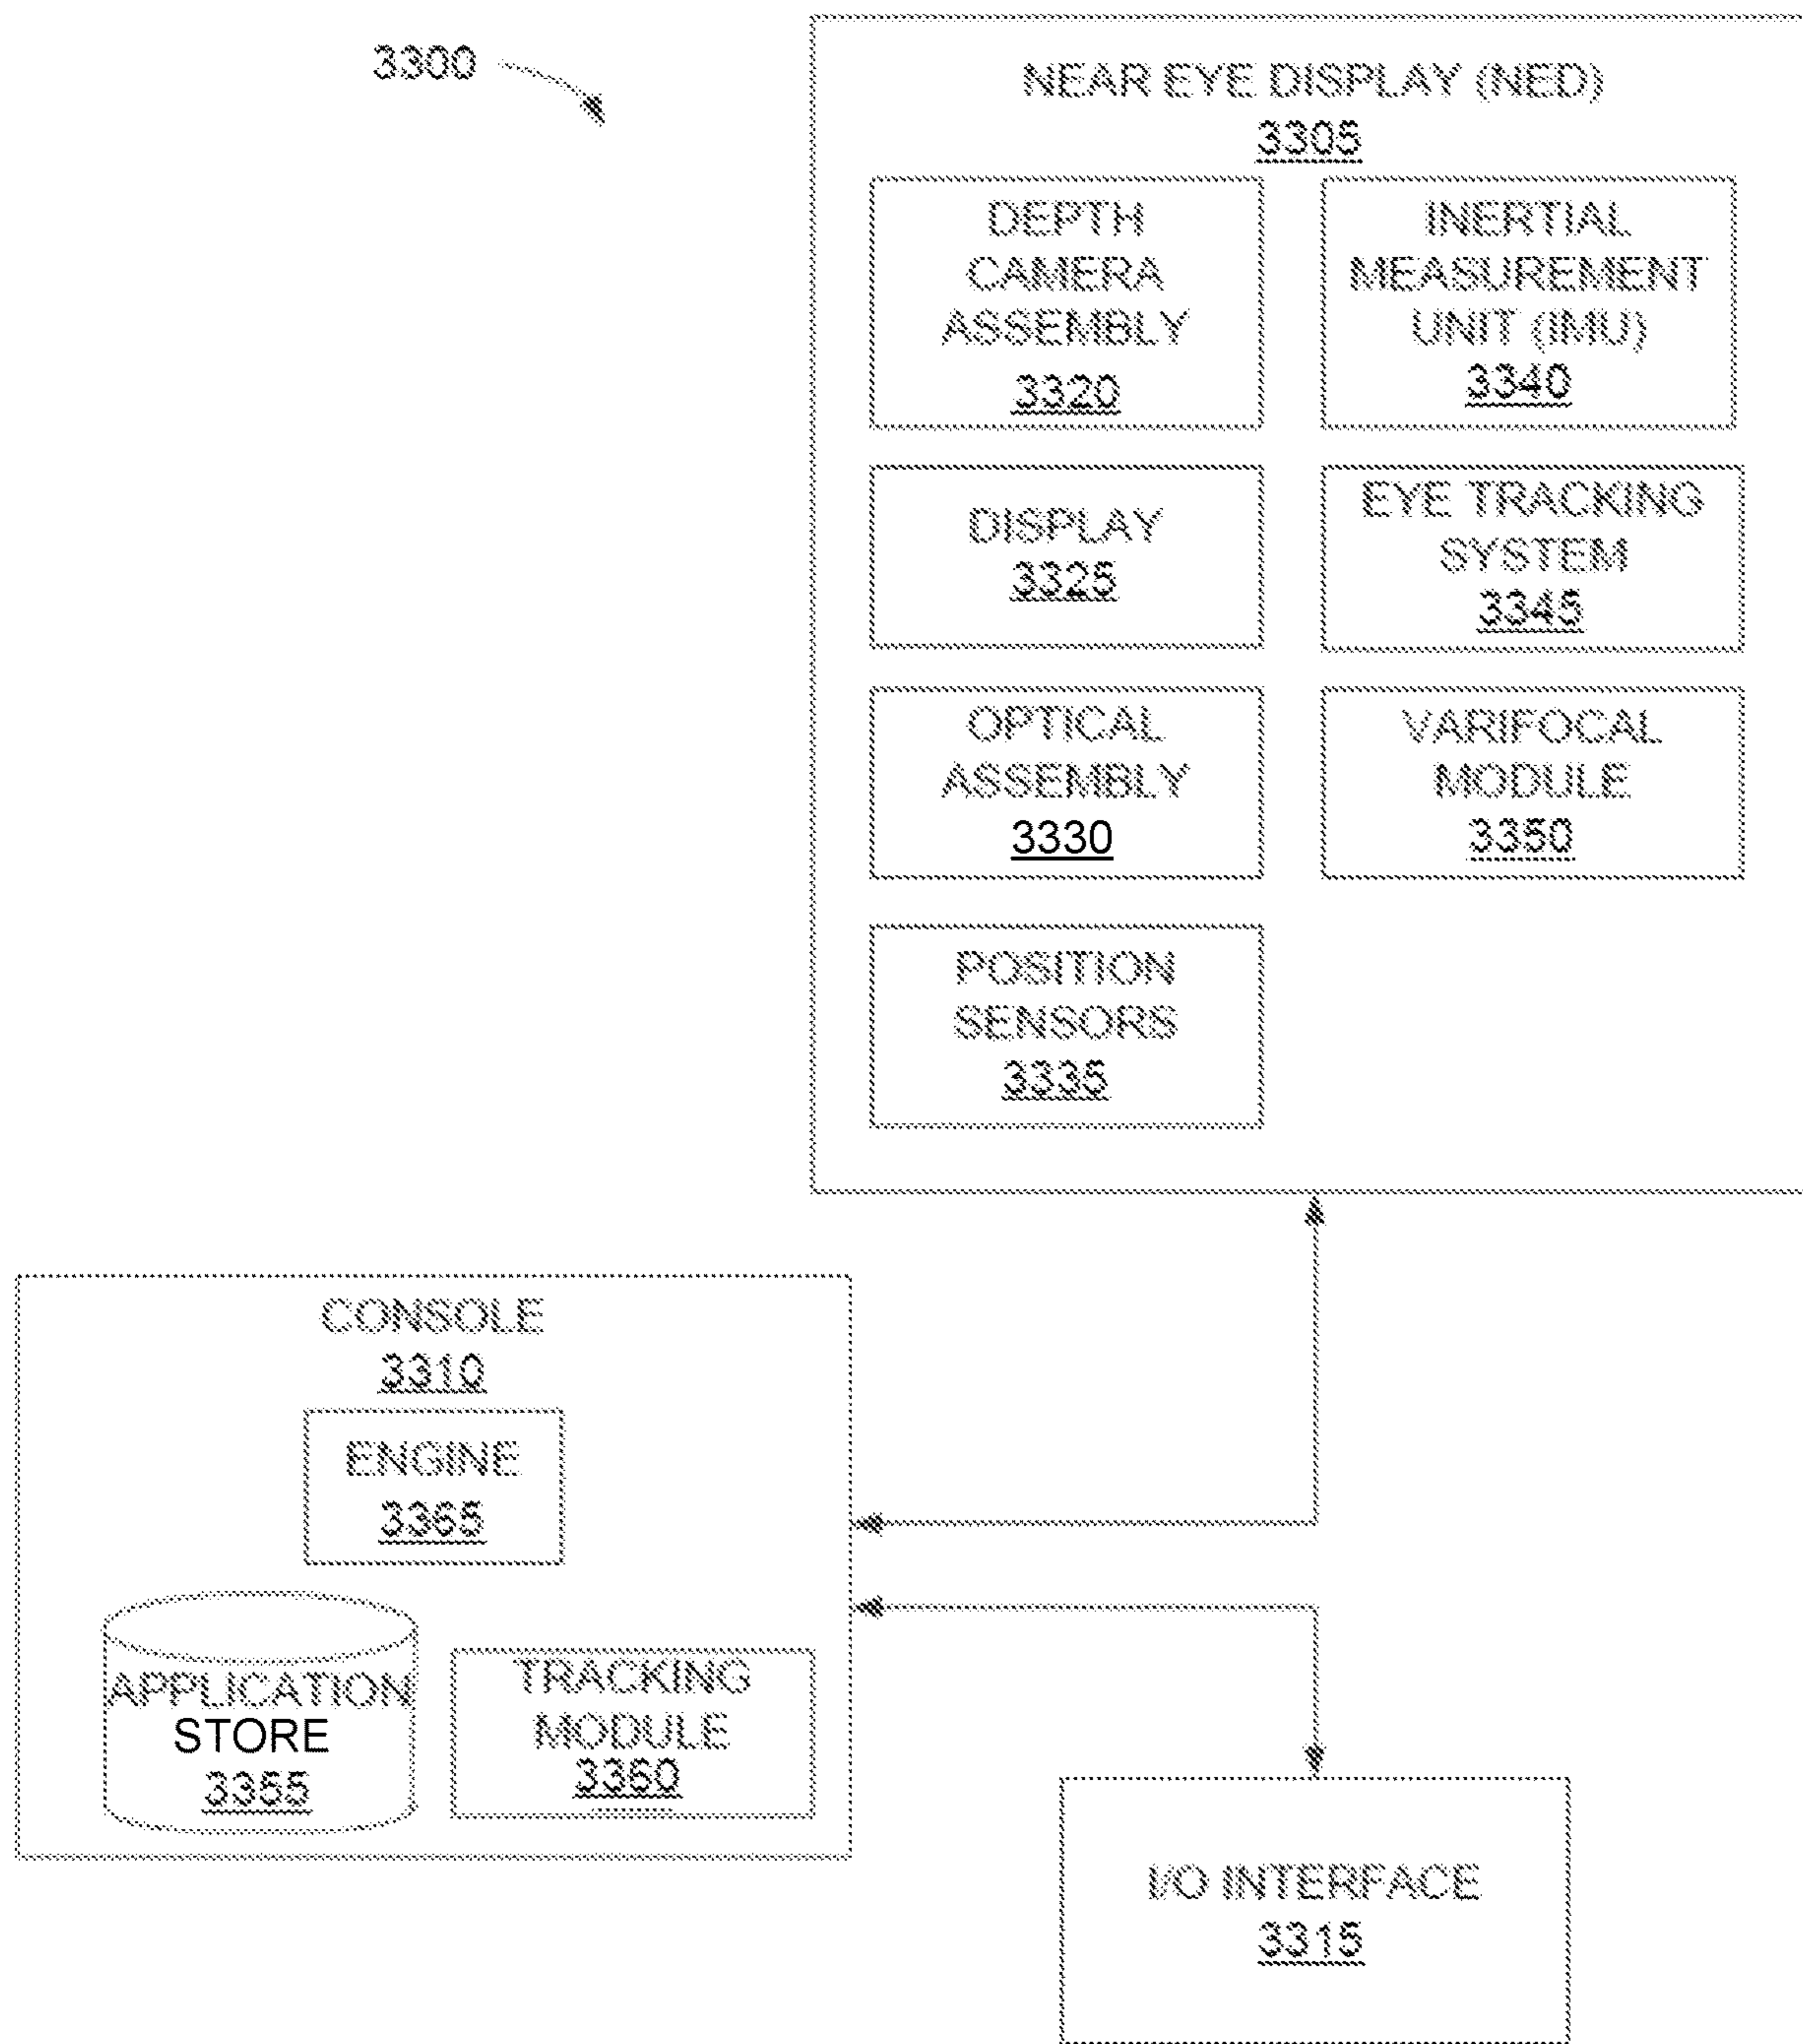 3300
NEAR EYE DISPLAY (NED)
3305
DEPTH
CAMERA
ASSEMBLY
3320
INERTIAL
MEASUREMENT
UNIT (IMU)
3340
DISPLAY
3325
EYE TRACKING
SYSTEM
3345
OPTICAL
ASSEMBLY
3330
VARIFOCAL
MODULE
3350
POSITION
SENSORS
3335
CONSOLE
3310
ENGINE
3365
APPLICATION
STORE
3355
TRACKING
MODULE
3360
I/O INTERFACE
3315